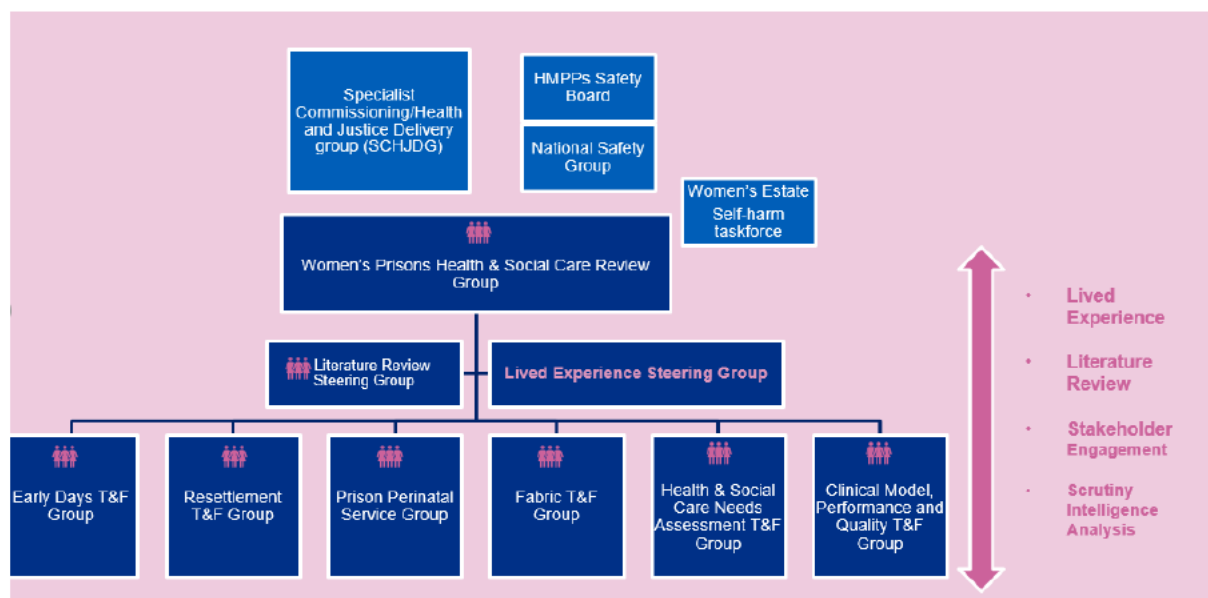 Specialist
Commissioning/Health
and Justice Delivery
group (SCHJDG)
HMPPs Safety
Board
National Safety
Group
Women's Estate
Self-harm
taskforce
Women's Prisons Health & Social Care Review
Group
Literature Review
Steering Group
Lived Experience Steering Group
Early Days T&F
Group
Resettlement
T&F Group
Prison Perinatal
Service Group
Fabric T&F
Group
Health & Social
Care Needs
Assessment T&F
Group
Clinical Model,
Performance and
Quality T&F
Group
• Lived
Experience
• Literature
Review
• Stakeholder
Engagement
• Scrutiny
Intelligence
Analysis